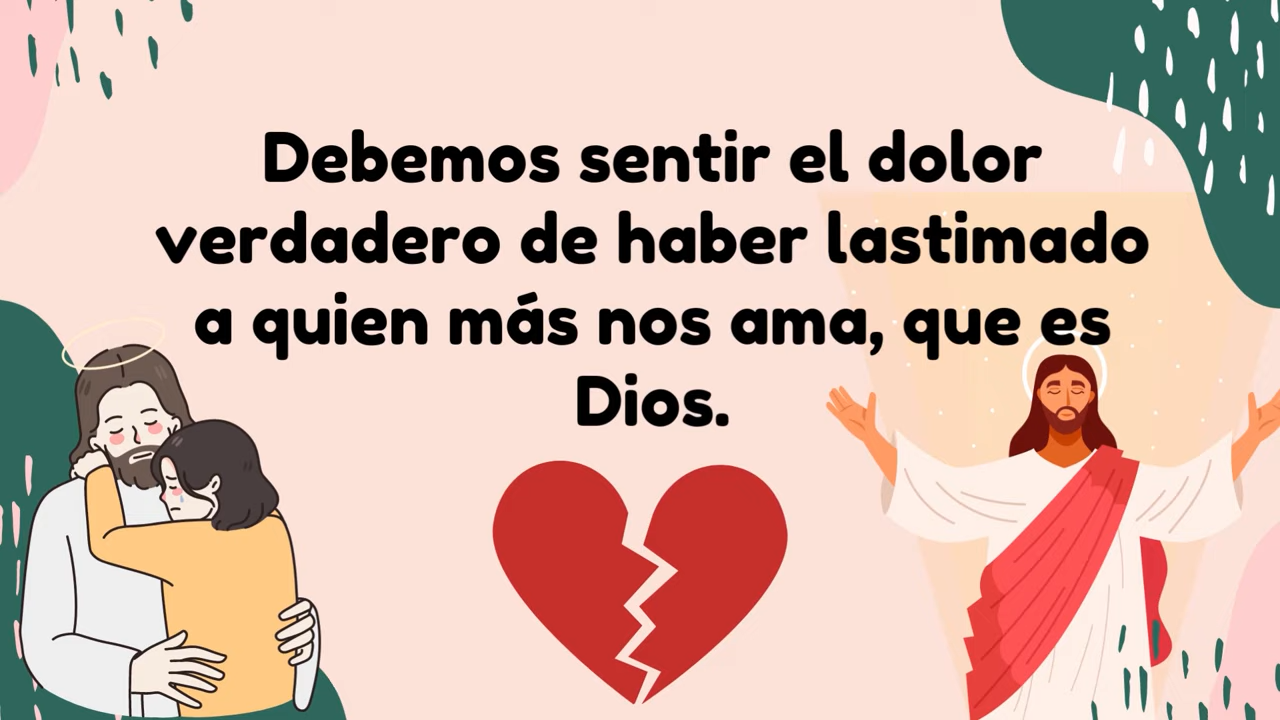 Debemos sentir el dolor
verdadero de haber lastimado
a quien más nos ama, que es
Dios.